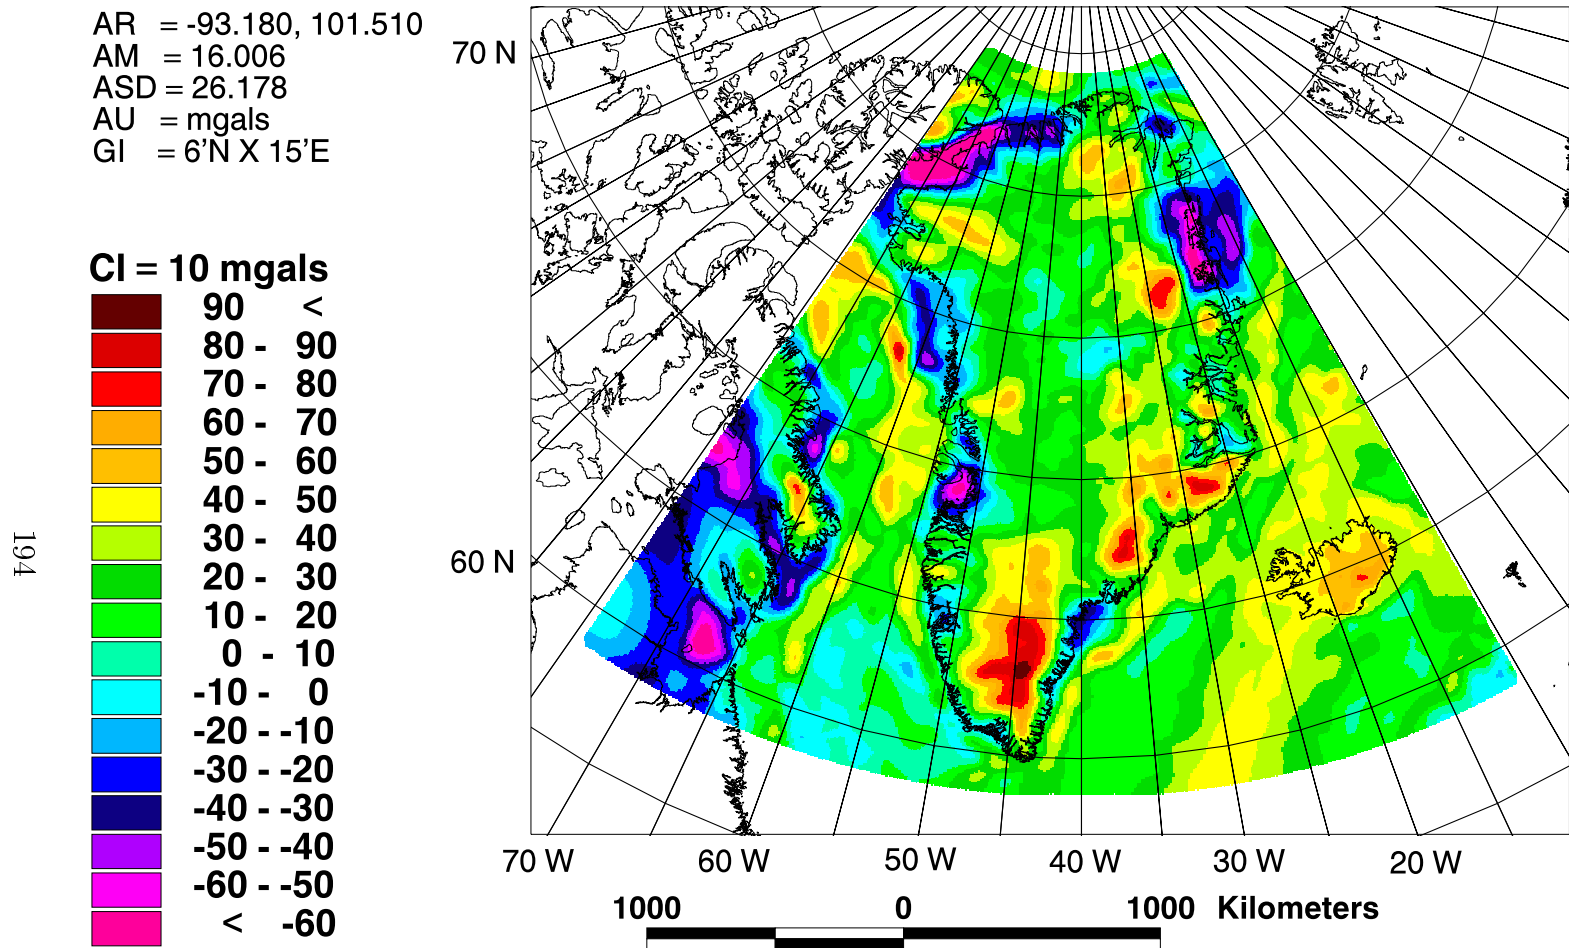 AR = -93.180, 101.510
AM = 16.006
ASD = 26.178
AU = mgals
GI = 6'N X 15'E
CI = 10 mgals
90 <
80 - 90
70 - 80
60 - 70
50 - 60
40 - 50
30 - 40
20 - 30
10 - 20
0 - 10
-10 - 0
-20 - -10
-30 - -20
-40 - -30
-50 - -40
-60 - -50
< -60
194
70 N
60 N
70 W 60 W 50 W 40 W 30 W 20 W
1000 0 1000 Kilometers